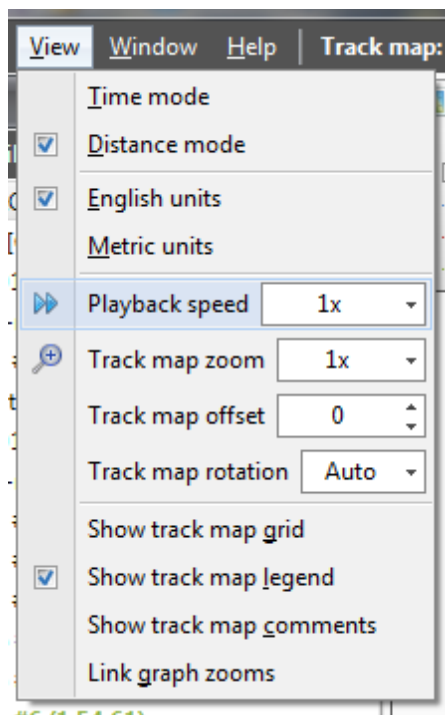 View Window Help Track map:
Time mode
Distance mode
English units
Metric units
Playback speed 1x
Track map zoom 1x
Track map offset 0
Track map rotation Auto
Show track map grid
Show track map legend
Show track map comments
Link graph zooms